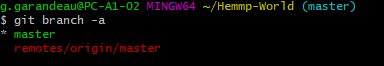 g.garandeau@PC-A1-02 MINGW64 ~/Hemmp-World (master)
$ git branch -a
* master
remotes/origin/master